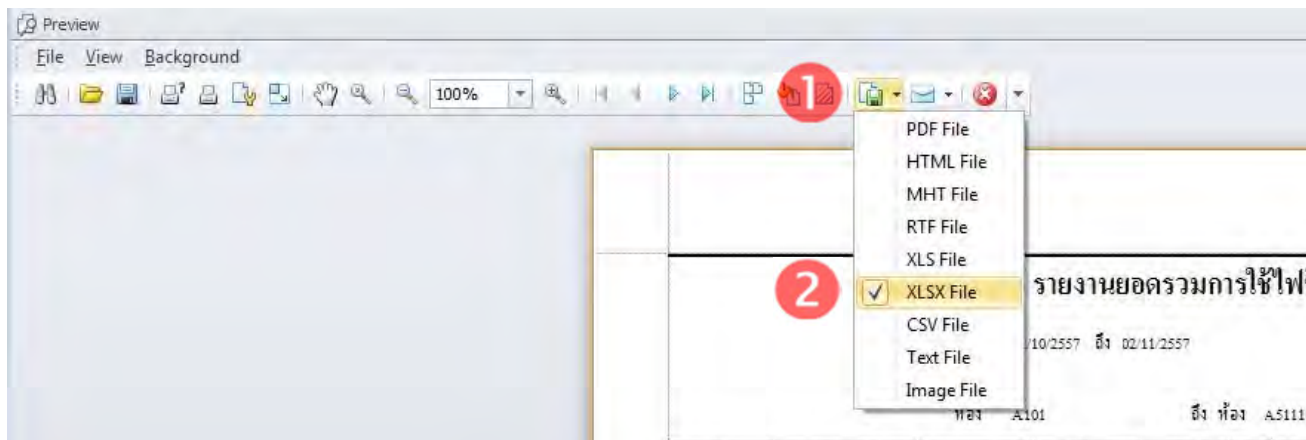 Preview
File View Background
100%
1
PDF File
HTML File
MHT File
RTF File
XLS File
2
XLSX File
CSV File
Text File
Image File
รายงานยอดรวมการใช้ไฟ
/10/2557 ถึง 02/11/2557
ห้อง A101 ถึง ห้อง A5111